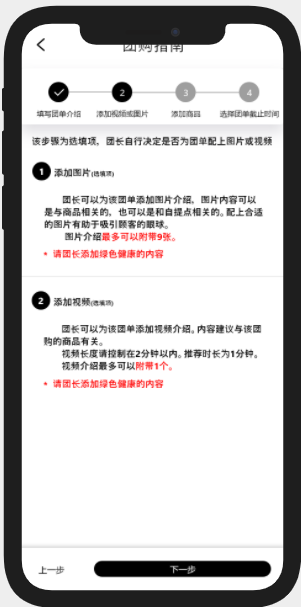 团购指南
2
3
4
填写团单介绍
添加视频或图片
添加商品
选择团单截止时间
该步骤为选填项，团长自行决定是否为团单配上图片或视频
1 添加图片(选填项)
团长可以为该团单添加图片介绍，图片内容可以
是与商品相关的，也可以是和自提点相关的。配上合适
的图片有助于吸引顾客的眼球。
图片介绍最多可以附带9张。
* 请团长添加绿色健康的内容
2 添加视频(选填项)
团长可以为该团单添加视频介绍。内容建议与该团
购的商品有关。
视频长度请控制在2分钟以内。推荐时长为1分钟。
视频介绍最多可以附带1个。
* 请团长添加绿色健康的内容
上一步
下一步